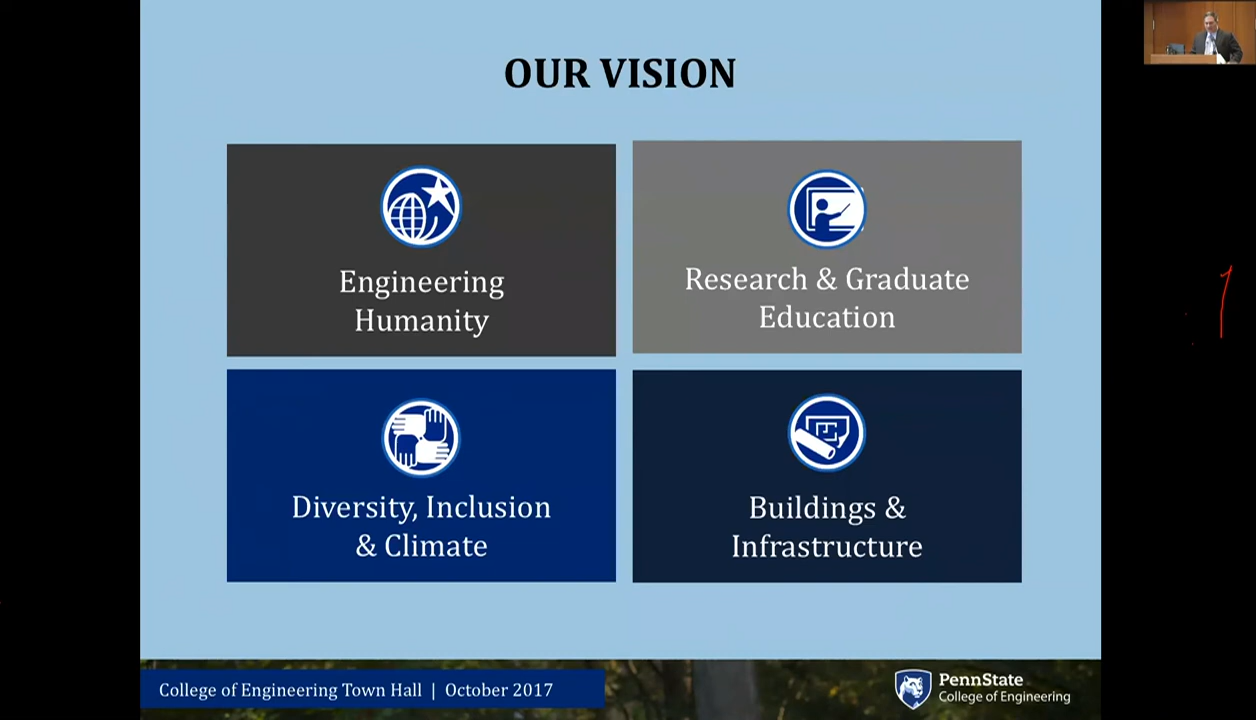 OUR VISION
Engineering
Humanity
Research & Graduate
Education
Diversity, Inclusion
& Climate
Buildings &
Infrastructure
College of Engineering Town Hall | October 2017
PennState
College of Engineering